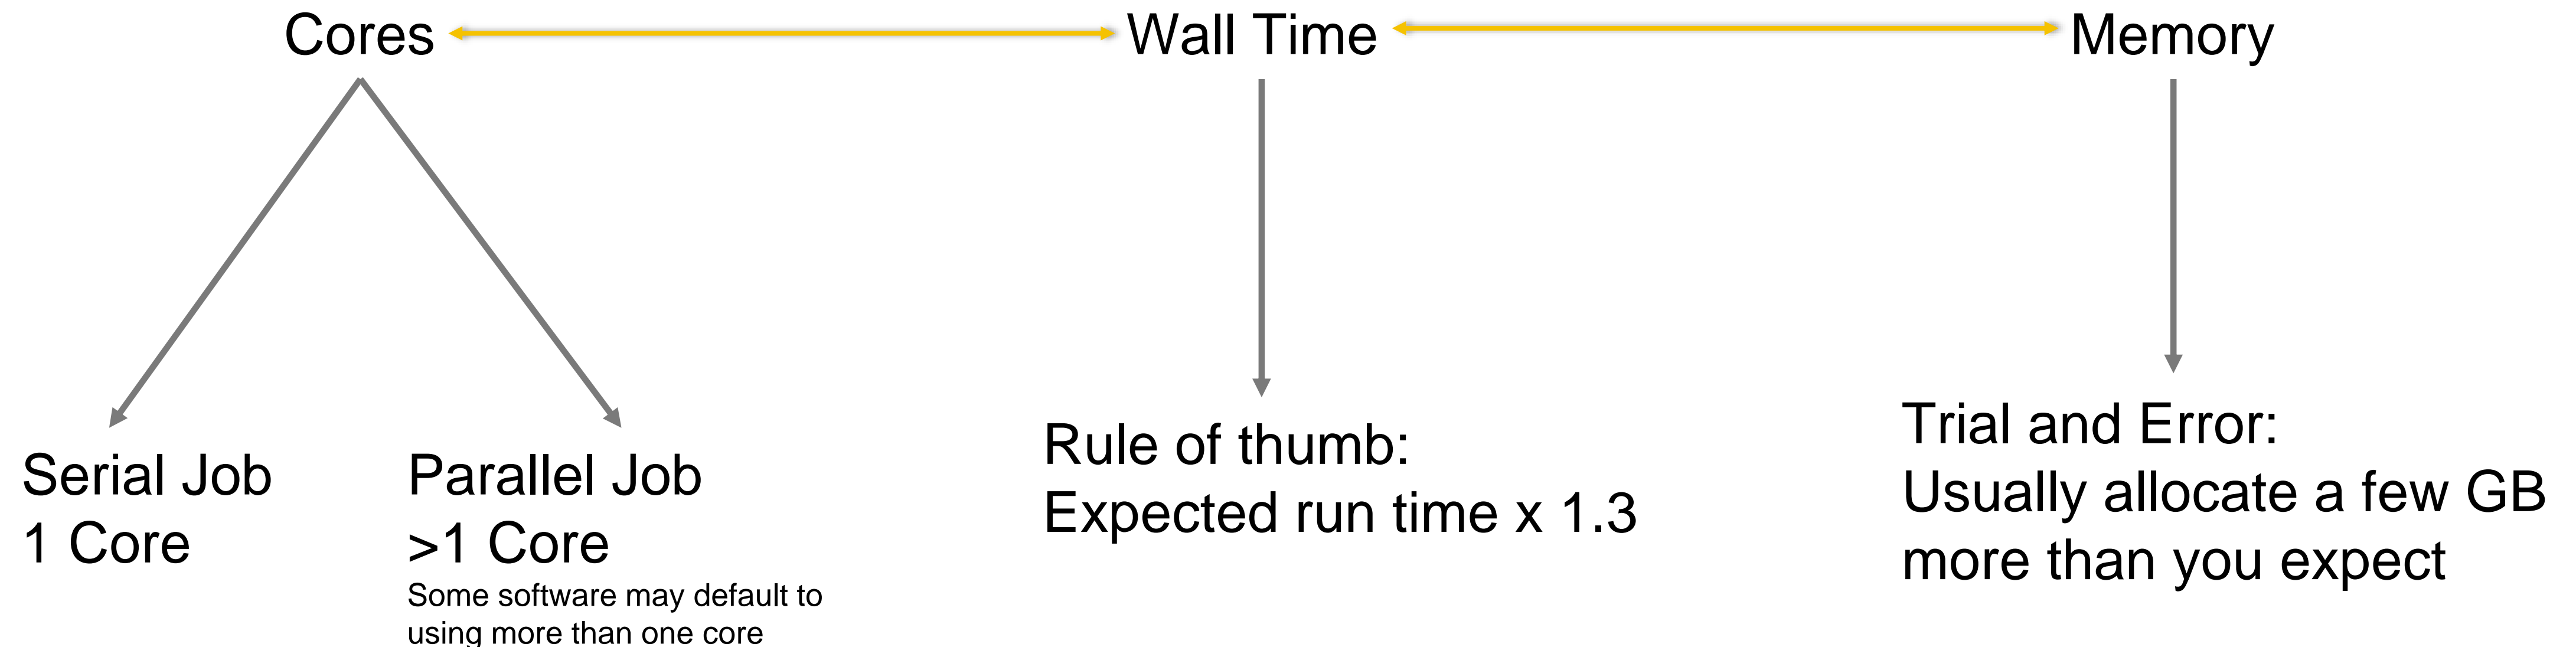 Cores
Wall Time
Memory
Serial Job
1 Core
Parallel Job
>1 Core
Some software may default to
using more than one core
Rule of thumb:
Expected run time x 1.3
Trial and Error:
Usually allocate a few GB
more than you expect